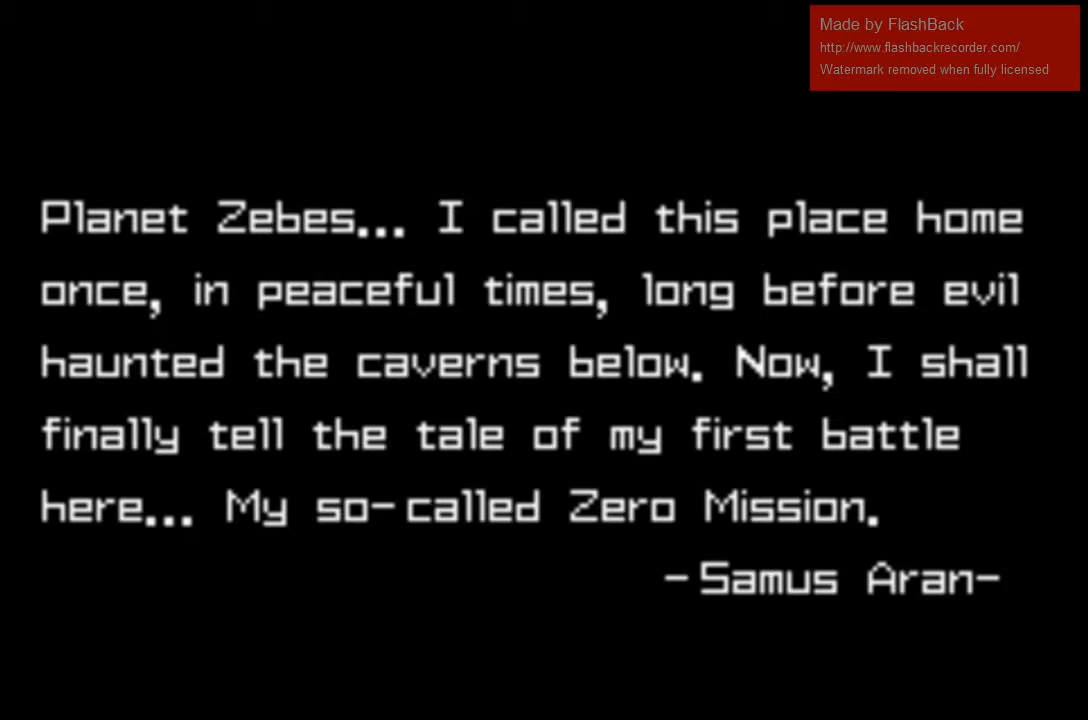 Made by FlashBack
http://www.flashbackrecorder.com/
Watermark removed when fully licensed
Planet Zebes... I called this place home
once, in peaceful times, long before evil
haunted the caverns below. Now, I shall
finally tell the tale of my first battle
here... My so-called Zero Mission.
-Samus Aran-